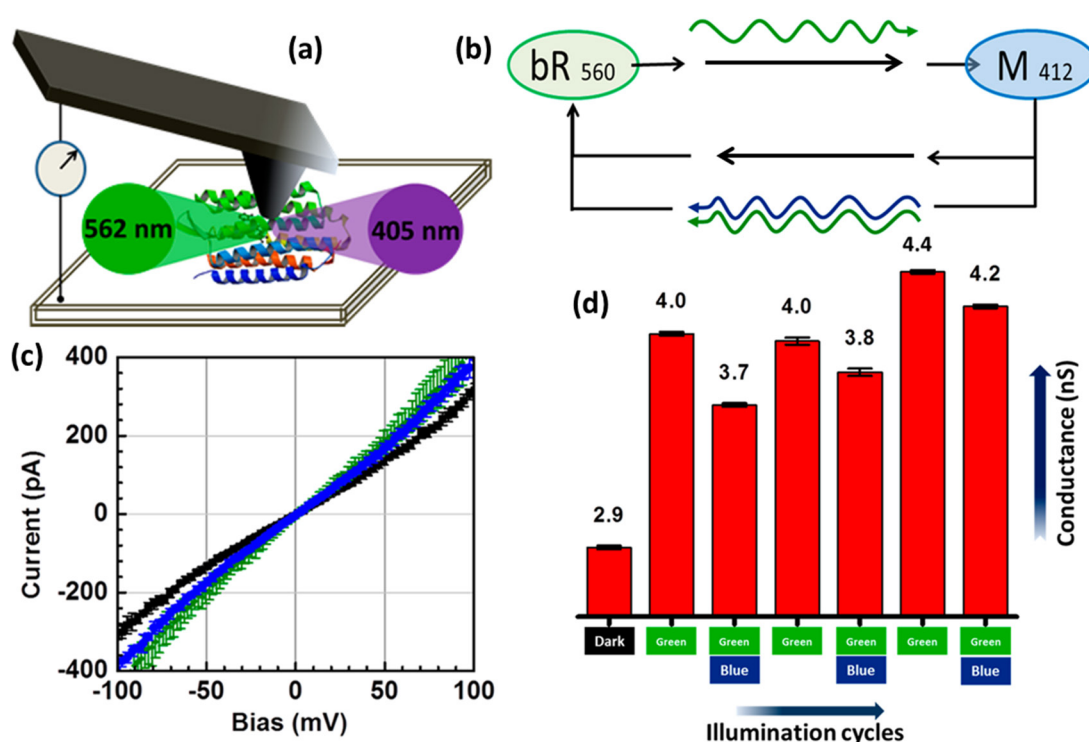 (a)
562 nm
405 nm
(b)
bR 560
M 412
(c)
400
200
0
-200
-400
-100
-50
0
50
100
Current (pA)
Bias (mV)
(d)
2.9
4.0
3.7
4.0
3.8
4.4
4.2
Conductance (nS)
Dark
Green
Green
Green
Green
Green
Green
Blue
Blue
Blue
Illumination cycles